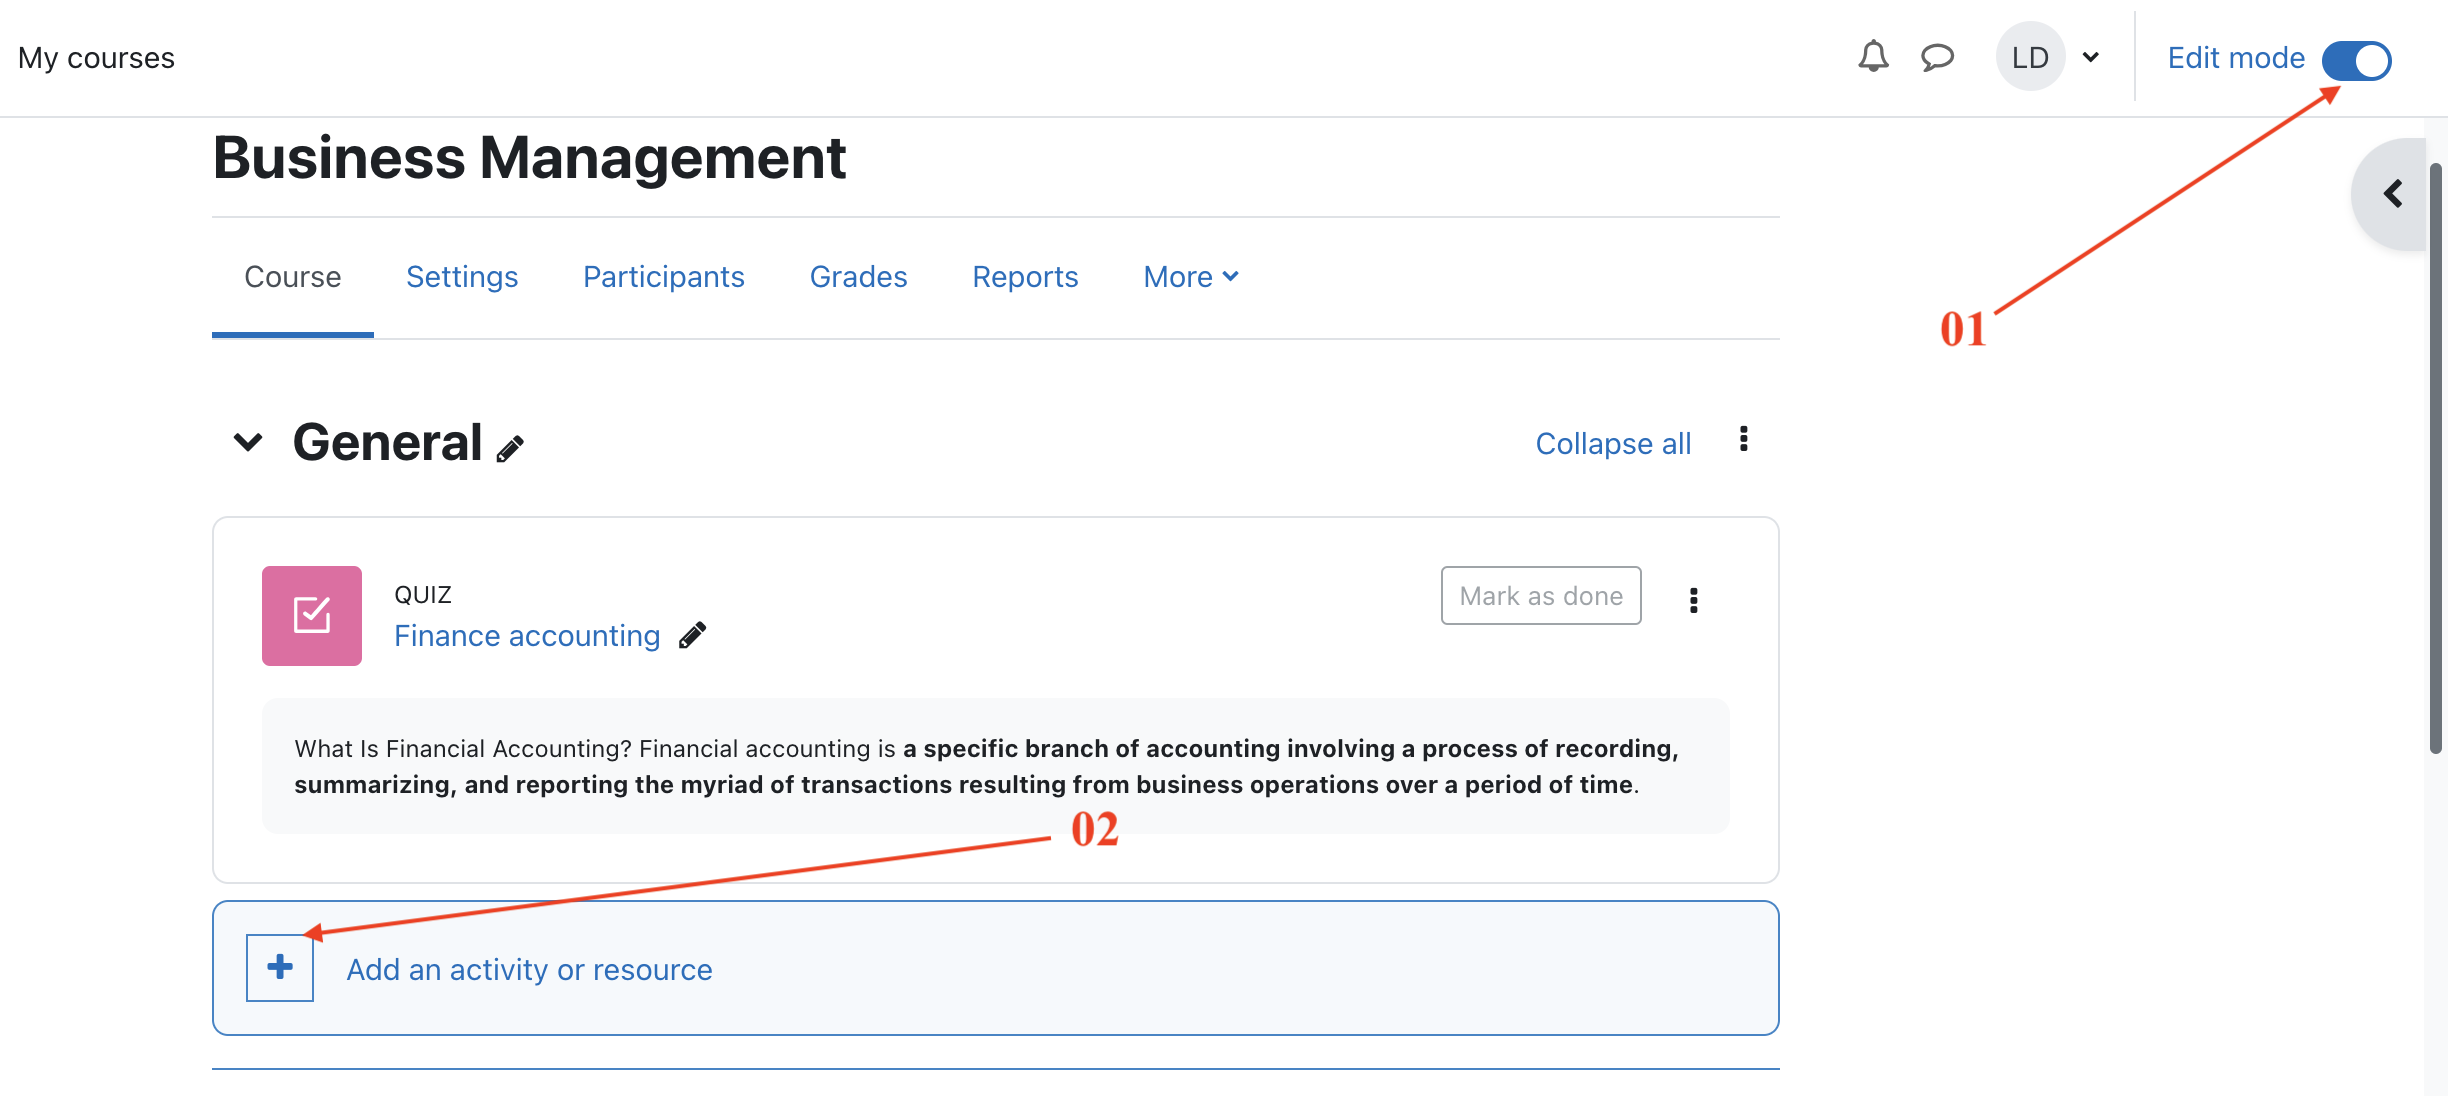 My courses
LD
Edit mode
Business Management
Course Settings Participants Grades Reports More
01
General
Collapse all
QUIZ
Finance accounting
Mark as done
What Is Financial Accounting? Financial accounting is a specific branch of accounting involving a process of recording,
summarizing, and reporting the myriad of transactions resulting from business operations over a period of time.
02
Add an activity or resource